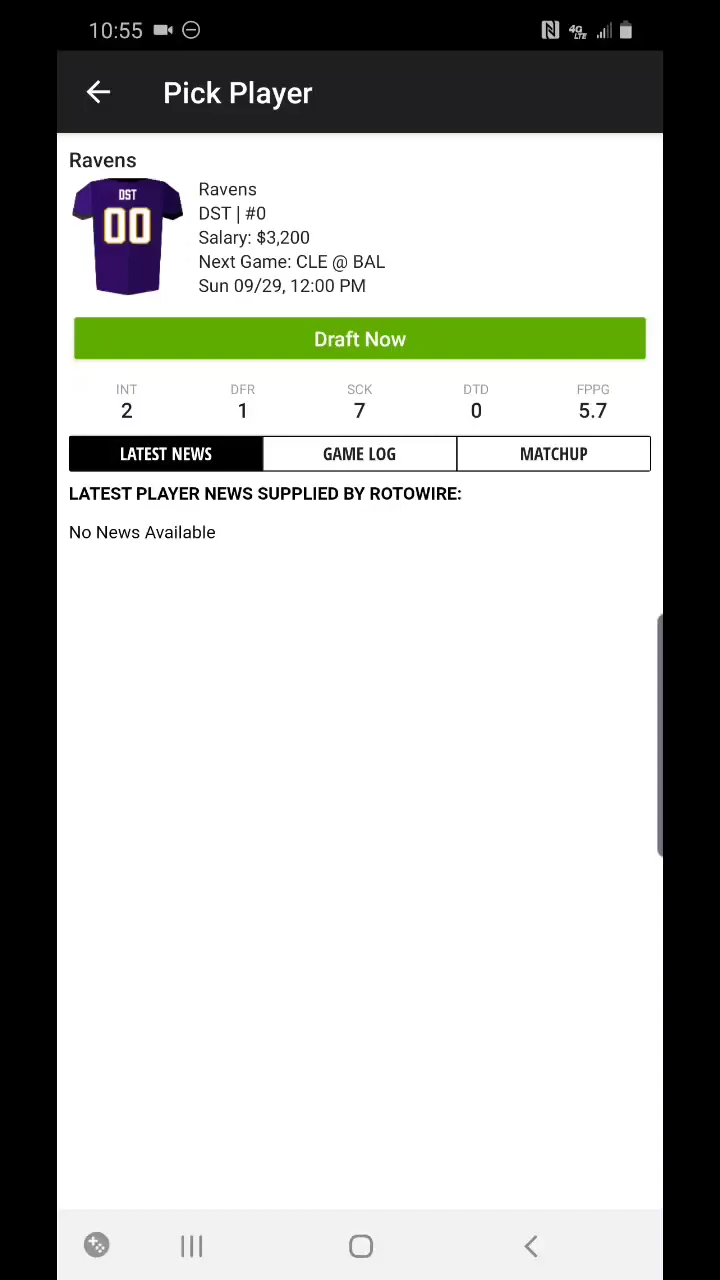 10:55
4G LTE
Pick Player
Ravens
DST
00
Ravens
DST | #0
Salary: $3,200
Next Game: CLE @ BAL
Sun 09/29, 12:00 PM
Draft Now
INT DFR SCK DTD FPPG
2 1 7 0 5.7
LATEST NEWS GAME LOG MATCHUP
LATEST PLAYER NEWS SUPPLIED BY ROTOWIRE:
No News Available